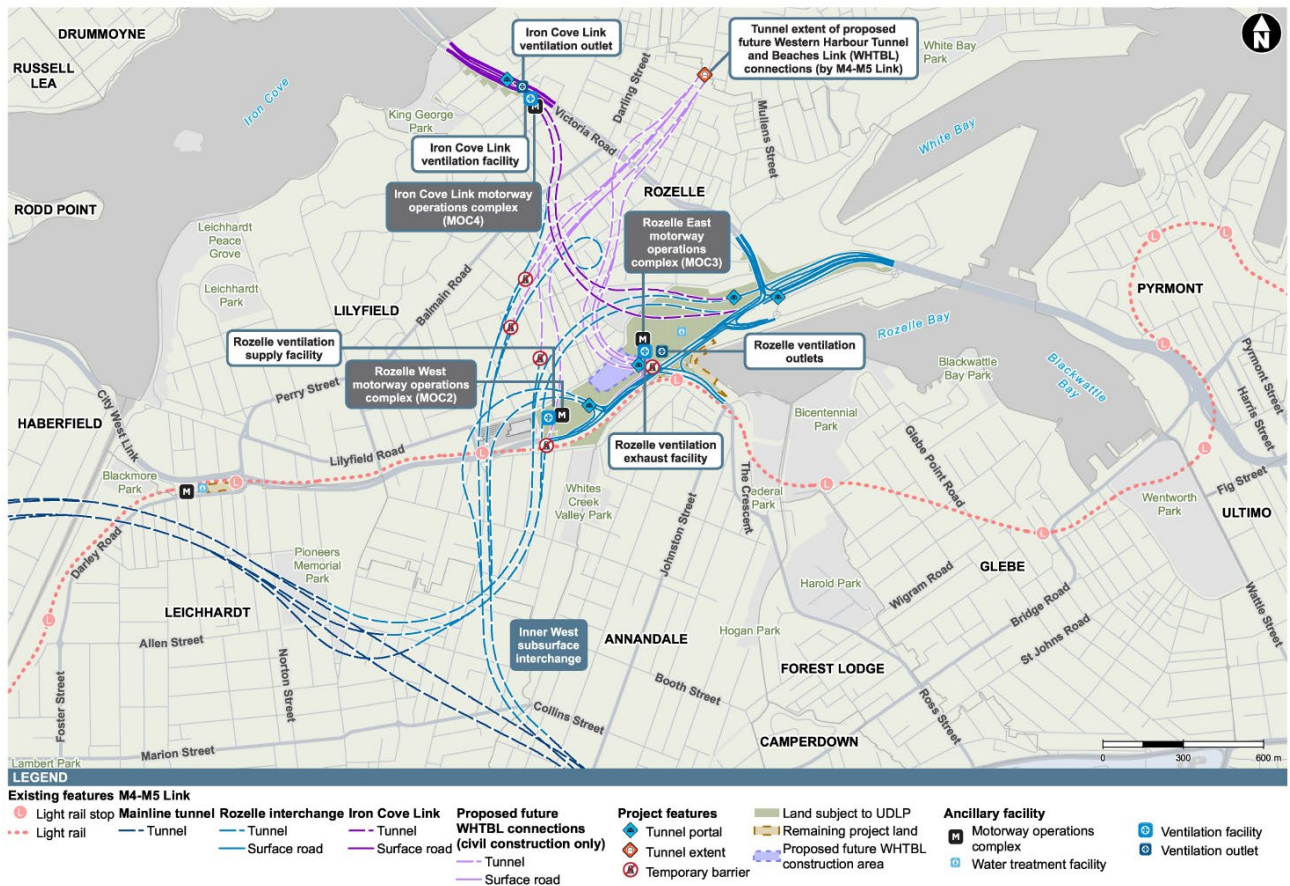 DRUMMOYNE
RUSSELL
LEA
Iron Cove
Iron Cove Link
ventilation outlet
Tunnel extent of proposed
future Western Harbour Tunnel
and Beaches Link (WHTBL)
connections (by M4-M5 Link)
White Bay
Park
N
King George
Park
Darling Street
Victoria Road
Mullens Street
White Bay
Iron Cove Link
ventilation facility
M
Iron Cove Link motorway
operations complex
(MOC4)
ROZELLE
RODD POINT
Leichhardt
Peace
Grove
Leichhardt
Park
Rozelle East
motorway
operations
complex (MOC3)
L
L
L
PYRMONT
LILYFIELD
Balmain Road
Rozelle ventilation
supply facility
Rozelle West
motorway operations
complex (MOC2)
M
Rozelle ventilation
outlets
Rozelle Bay
Blackwattle
Bay Park
Blackwattle
Bay
L
Pyrmont Street
Harris Street
Perry Street
L
M
HABERFIELD
City West Link
Lilyfield Road
L
Rozelle ventilation
exhaust facility
Bicentennial
Park
Glebe Point Road
Blackmore
Park
M
L
The Crescent
Federal
Park
L
Fig Street
Wentworth
Park
ULTIMO
Whites
Creek
Valley Park
Johnston Street
L
Darley Road
Pioneers
Memorial
Park
Harold Park
Wigram Road
GLEBE
LEICHHARDT
L
Allen Street
Inner West
subsurface
interchange
ANNANDALE
Hogan Park
Bridge Road
St Johns Road
Wattle Street
FOREST LODGE
Foster Street
Norton Street
Booth Street
Ross Street
Collins Street
Marion Street
Lambert Park
CAMPERDOWN
0 300 600 m
LEGEND
Existing features
L Light rail stop
Light rail
M4-M5 Link
Mainline tunnel
Tunnel
Rozelle interchange
Tunnel
Surface road
Iron Cove Link
Tunnel
Surface road
Proposed future
WHTBL connections
(civil construction only)
Tunnel
Surface road
Project features
Tunnel portal
Tunnel extent
Temporary barrier
Land subject to UDLP
Remaining project land
Proposed future WHTBL
construction area
Ancillary facility
M Motorway operations
complex
Water treatment facility
Ventilation facility
Ventilation outlet